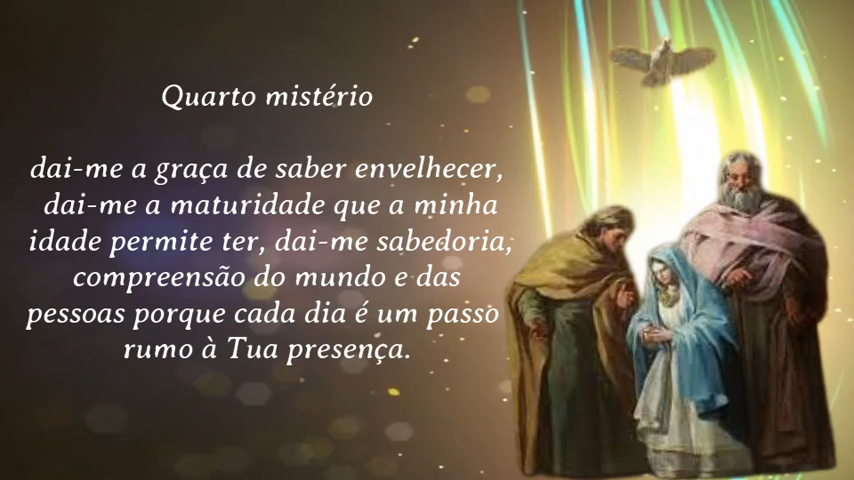 Quarto mistério
dai-me a graça de saber envelhecer,
dai-me a maturidade que a minha
idade permite ter, dai-me sabedoria,
compreensão do mundo e das
pessoas porque cada dia é um passo
rumo à Tua presença.